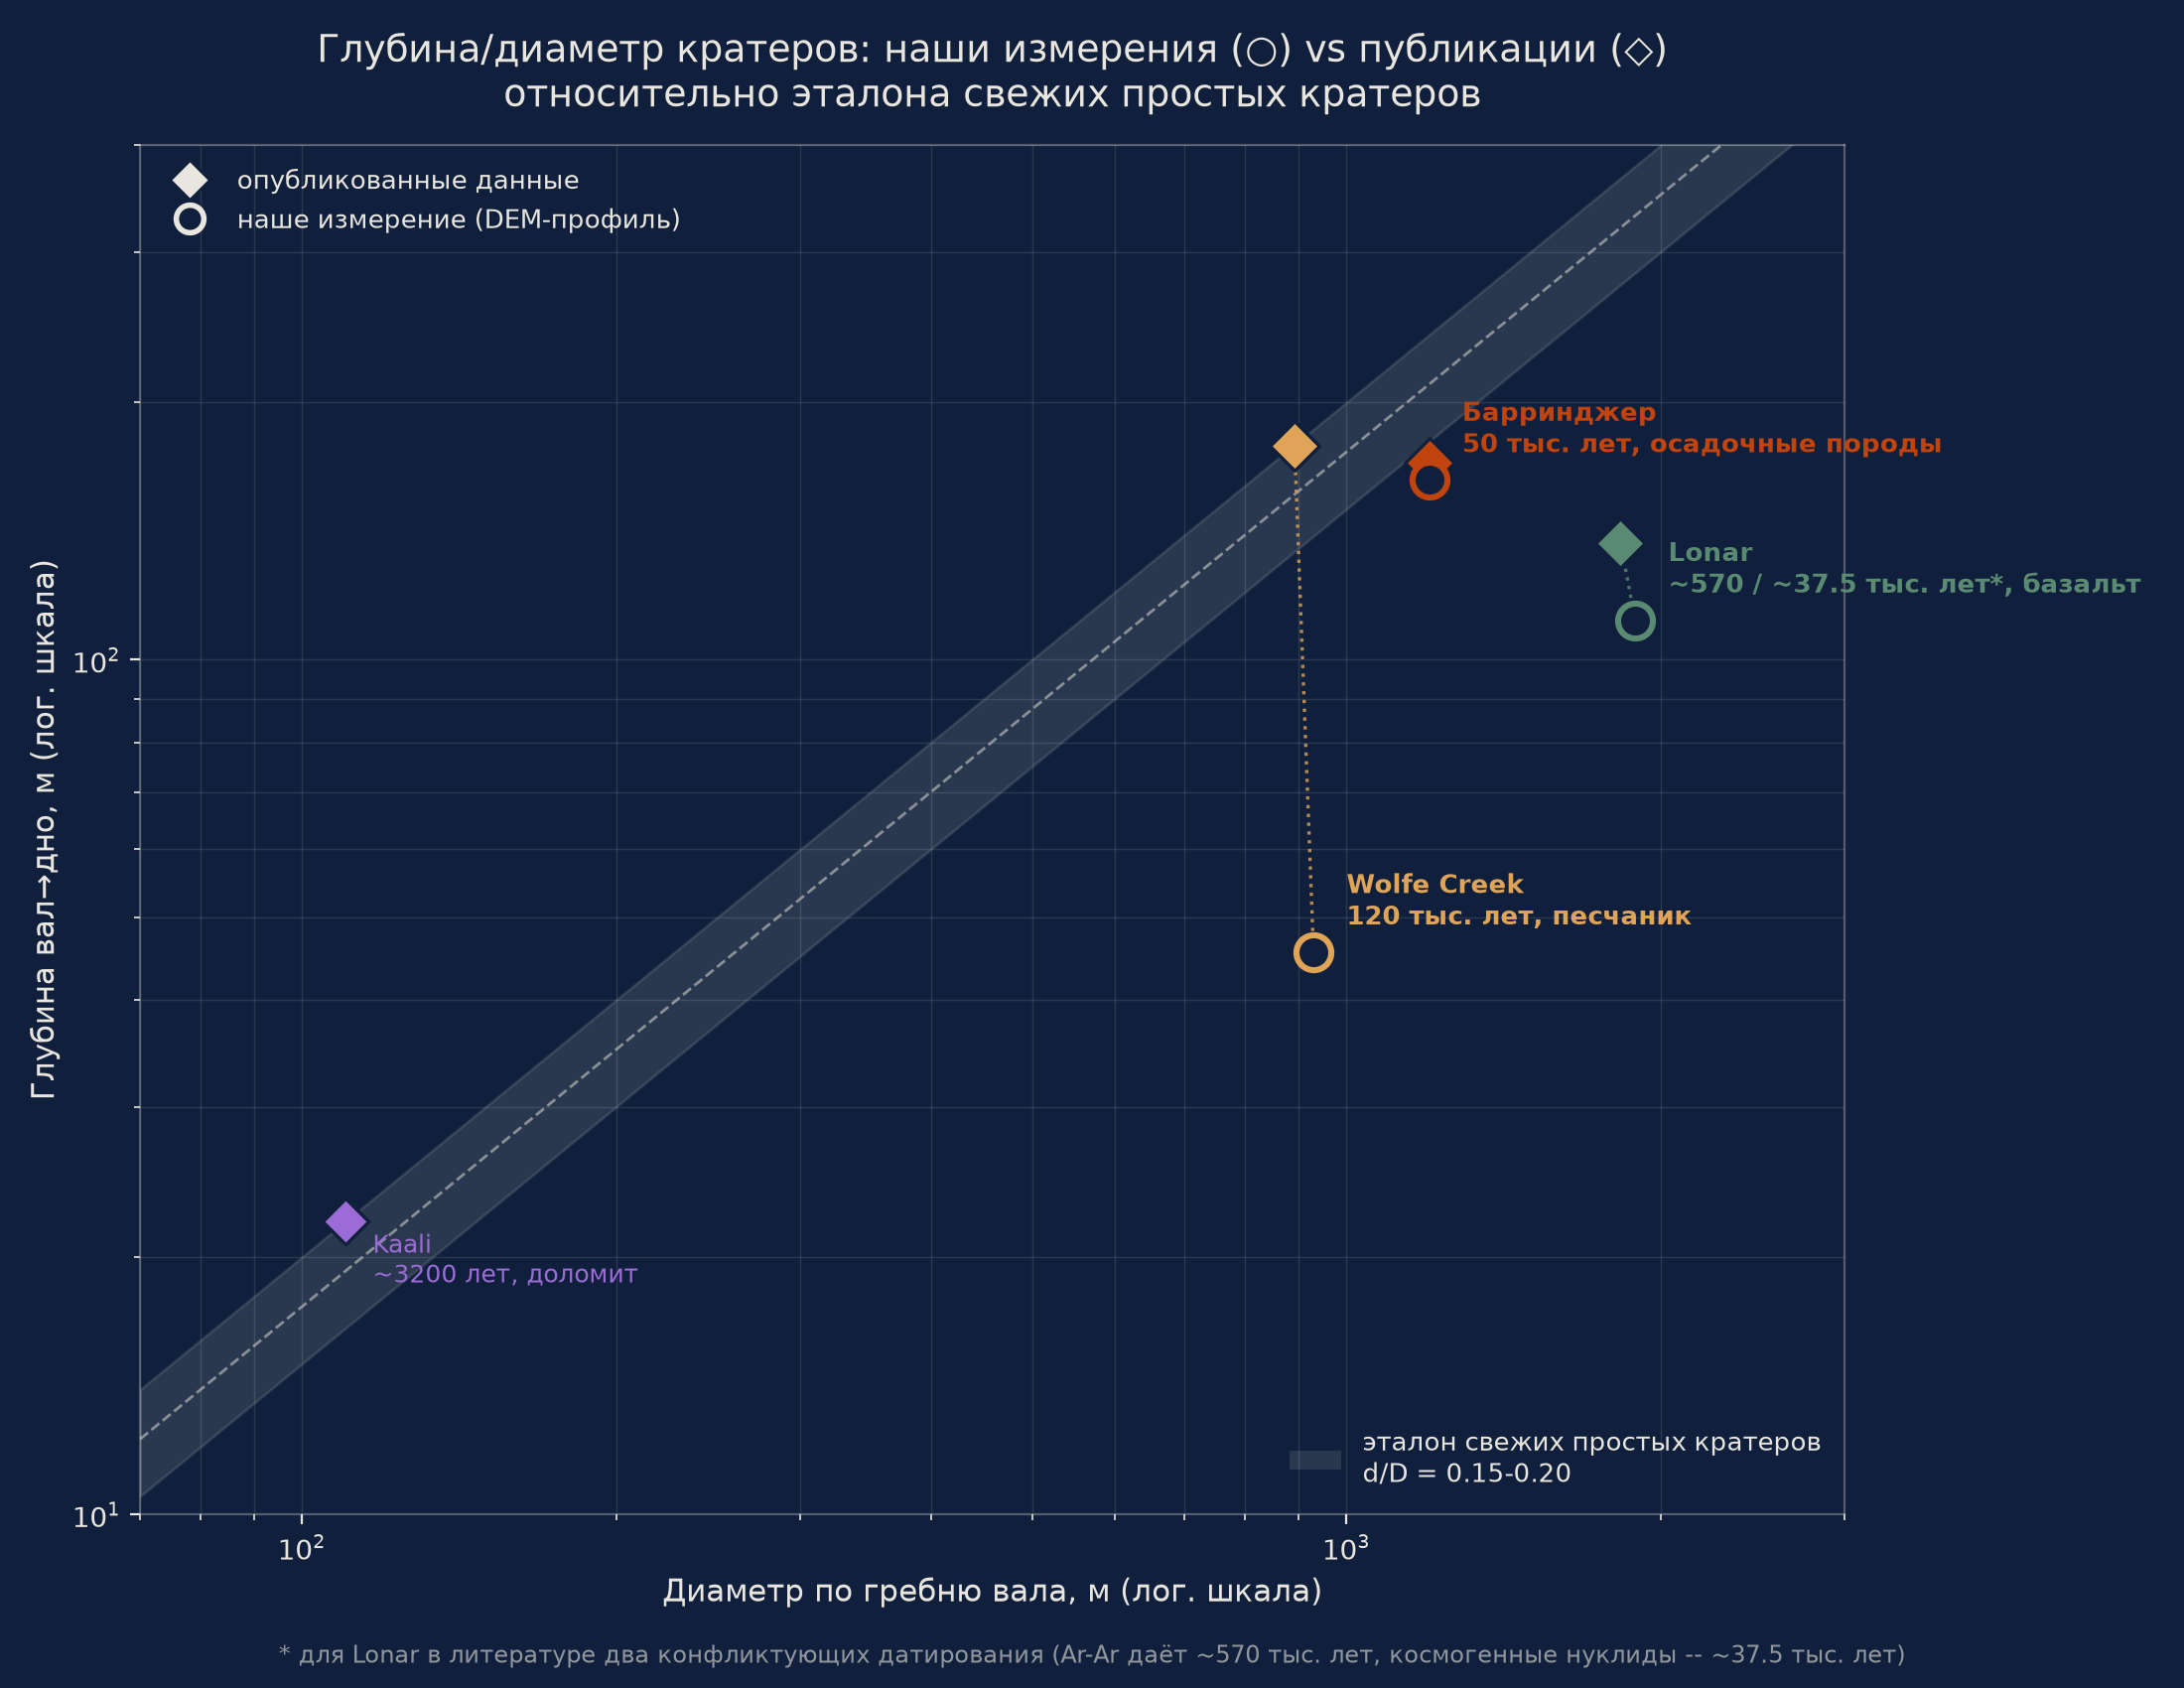 Глубина/диаметр кратеров: наши измерения (○) vs публикации (◇)
относительно эталона свежих простых кратеров
опубликованные данные
наше измерение (DEM-профиль)
Барринджер
50 тыс. лет, осадочные породы
Lonar
~570 / ~37.5 тыс. лет*, базальт
Wolfe Creek
120 тыс. лет, песчаник
Kaali
~3200 лет, доломит
эталон свежих простых кратеров
d/D = 0.15-0.20
Глубина вал→дно, м (лог. шкала)
10²
10¹
10²
10³
Диаметр по гребню вала, м (лог. шкала)
* для Lonar в литературе два конфликтующих датирования (Ar-Ar даёт ~570 тыс. лет, космогенные нуклиды -- ~37.5 тыс. лет)